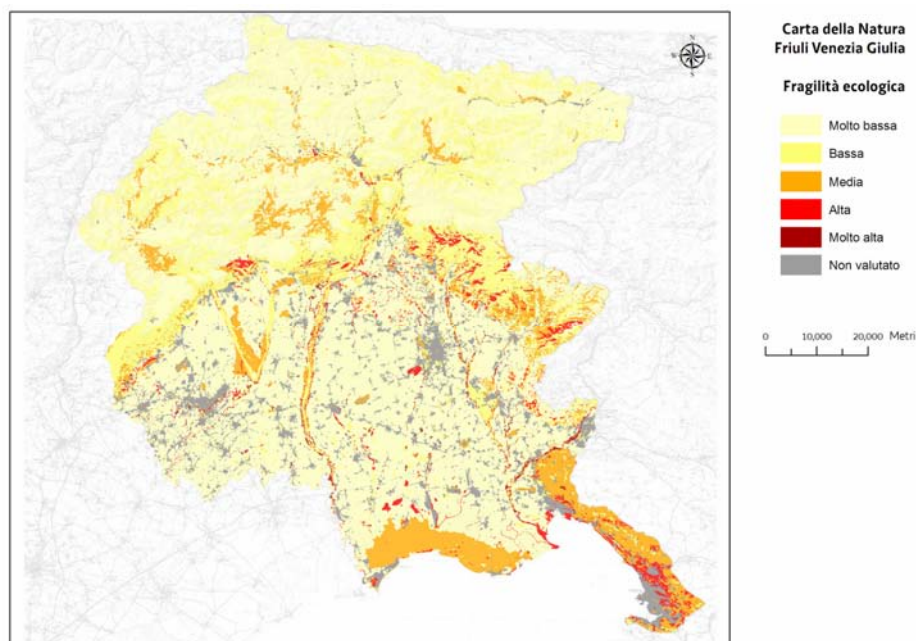 Carta della Natura
Friuli Venezia Giulia
Fragilità ecologica
Molto bassa
Bassa
Media
Alta
Molto alta
Non valutato
0 10,000 20,000 Metri
N
W E
S